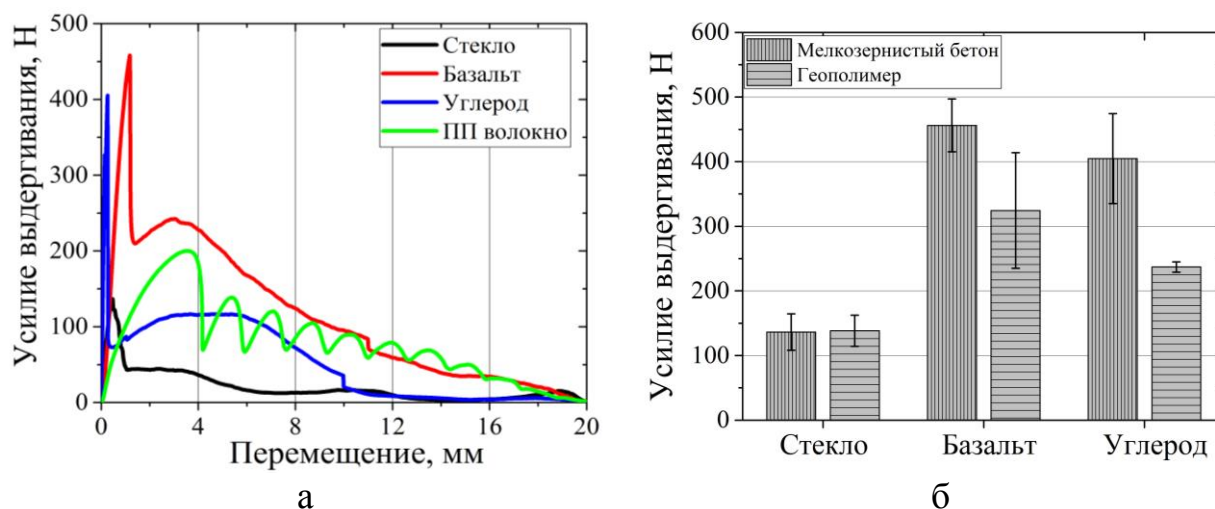 Усилие выдергивания, Н
500
400
300
200
100
0
Стекло
Базальт
Углерод
ПП волокно
0
4
8
12
16
20
Перемещение, мм
а
Усилие выдергивания, Н
600
500
400
300
200
100
0
Мелкозернистый бетон
Геополимер
Стекло
Базальт
Углерод
б